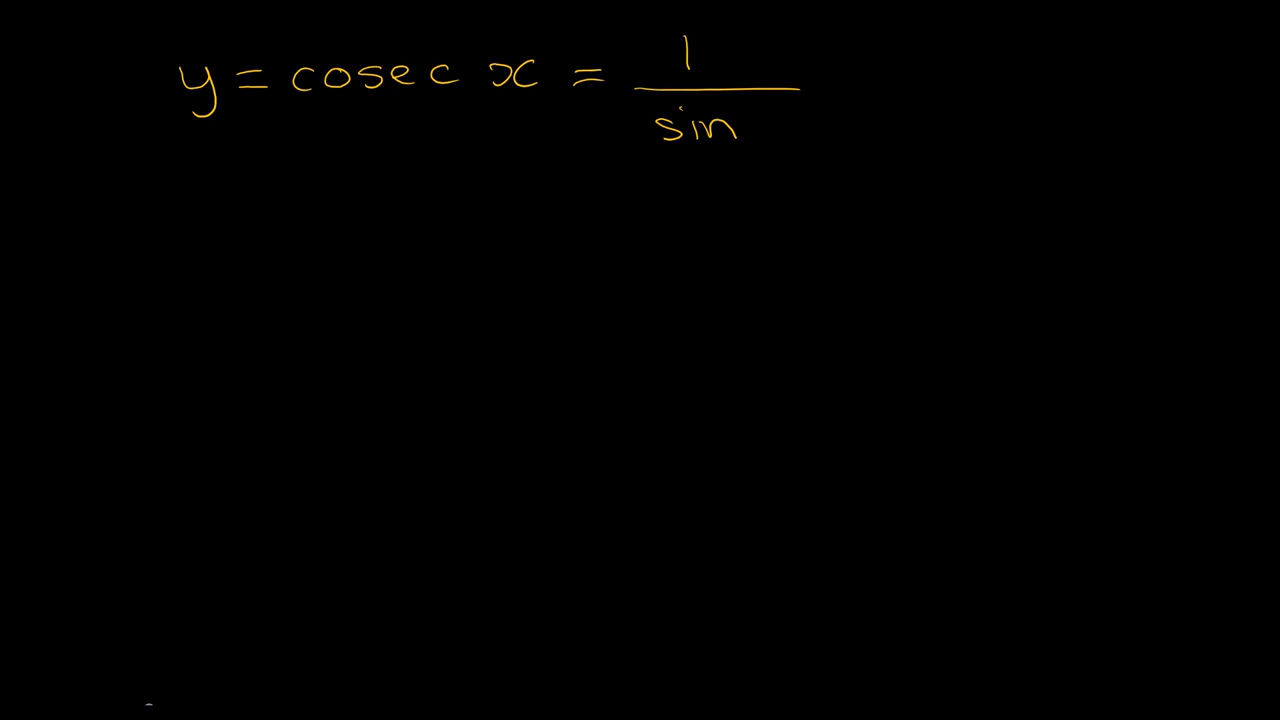 y = cosec x = 1/sin